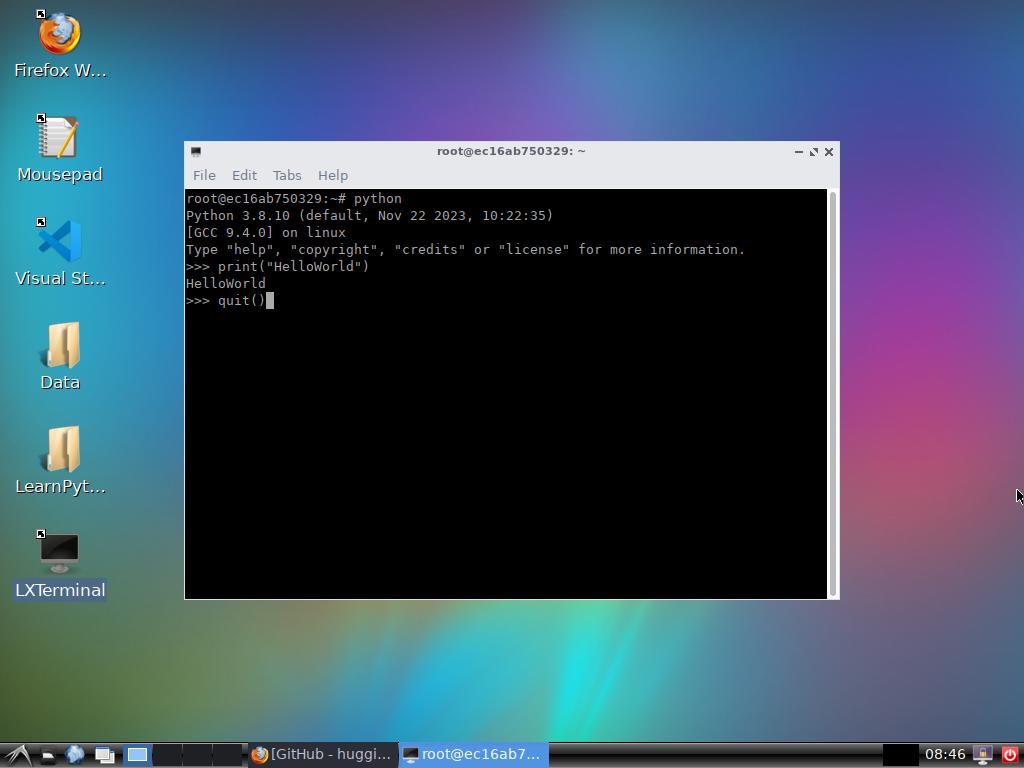 Firefox W...
Mousepad
Visual St...
Data
LearnPyt...
LXTerminal
root@ec16ab750329: ~
File Edit Tabs Help
root@ec16ab750329:~# python
Python 3.8.10 (default, Nov 22 2023, 10:22:35)
[GCC 9.4.0] on linux
Type "help", "copyright", "credits" or "license" for more information.
>>> print("HelloWorld")
HelloWorld
>>> quit()
[GitHub - huggi...
root@ec16ab7...
08:46